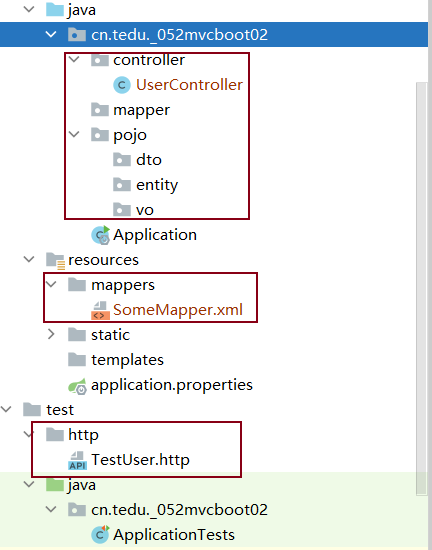 java
cn.tedu._052mvcboot02
controller
UserController
mapper
pojo
dto
entity
vo
Application
resources
mappers
SomeMapper.xml
static
templates
application.properties
test
http
API TestUser.http
java
cn.tedu._052mvcboot02
ApplicationTests